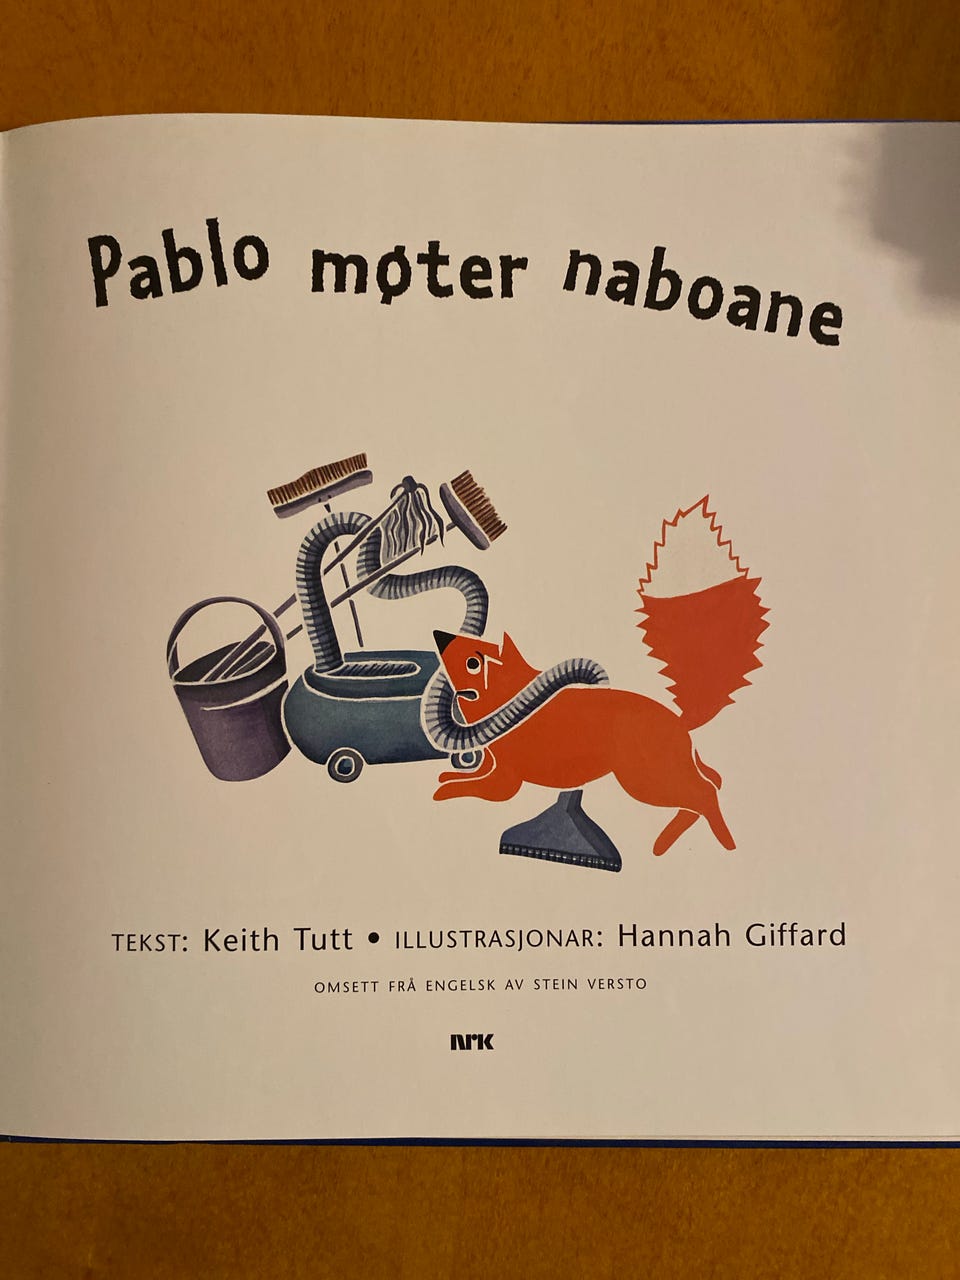 Pablo møter naboane
TEKST: Keith Tutt • ILLUSTRASJONAR: Hannah Giffard
OMSETT FRÅ ENGELSK AV STEIN VERSTO
NRK